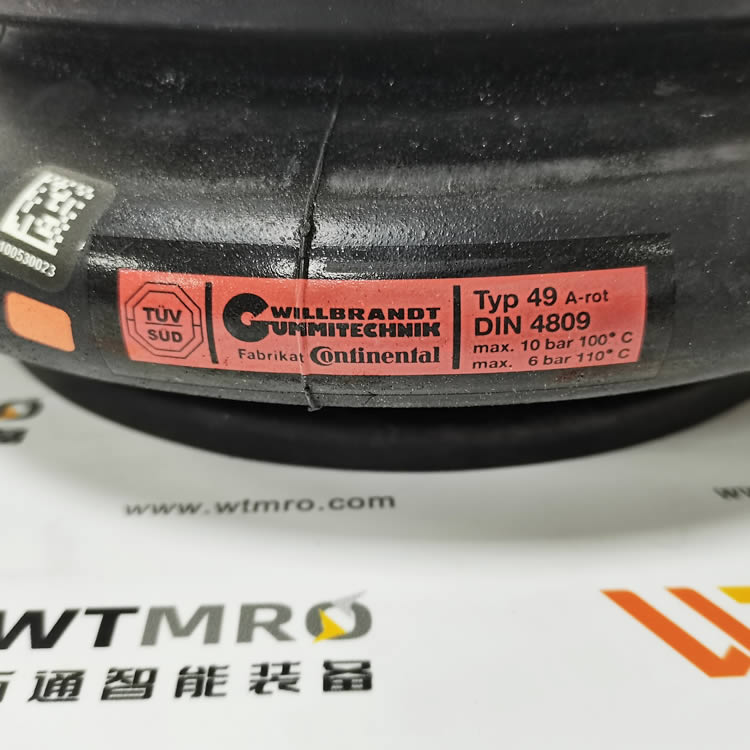 100530023
TÜV
SÜD
WILLBRANDT
GUMMITECHNIK
Fabrikat Continental
Typ 49 A-rot
DIN 4809
max. 10 bar 100° C
max. 6 bar 110° C
www.wtmro.com
WTMRO
通智能装备